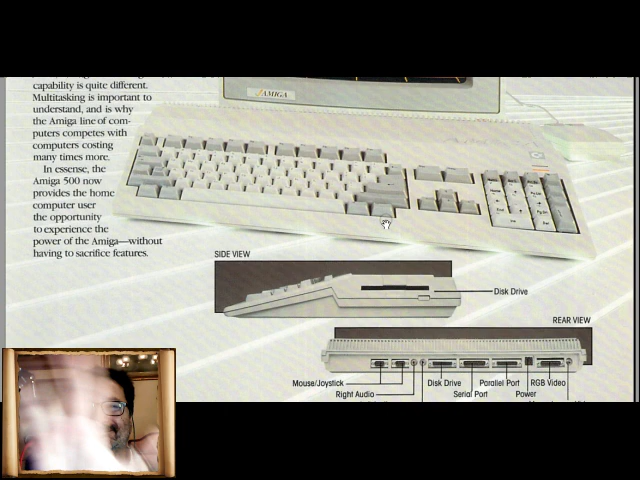 capability is quite different.
Multitasking is important to
understand, and is why
the Amiga line of com-
puters competes with
computers costing
many times more.
In essense, the
Amiga 500 now
provides the home
computer user
the opportunity
to experience the
power of the Amiga—without
having to sacrifice features.
AMIGA
SIDE VIEW
Disk Drive
REAR VIEW
Mouse/Joystick
Right Audio
Disk Drive
Serial Port
Parallel Port
Power
RGB Video